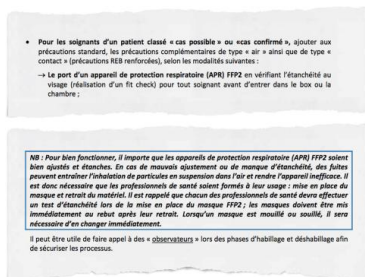 • Pour les soignants d'un patient classé « cas possible » ou «cas confirmé », ajouter aux
précautions standard, les précautions complémentaires de type « air » ainsi que de type «
contact » (précautions REB renforcées), selon les modalités suivantes :
→ Le port d'un appareil de protection respiratoire (APR) FFP2 en vérifiant l'étanchéité au
visage (réalisation d'un fit check) pour tout soignant avant d'entrer dans le box ou la
chambre ;
NB : Pour bien fonctionner, il importe que les appareils de protection respiratoire (APR) FFP2 soient
bien ajustés et étanches. En cas de mauvais ajustement ou de manque d'étanchéité, des fuites
peuvent entraîner l'inhalation de particules en suspension dans l'air et rendre l'appareil inefficace. Il
est donc nécessaire que les professionnels de santé soient formés à leur usage : mise en place du
masque et retrait du matériel. Il est rappelé que chacun des professionnels de santé devra effectuer
un test d'étanchéité lors de la mise en place du masque FFP2 ; les masques doivent être mis
immédiatement au rebut après leur retrait. Lorsqu'un masque est mouillé ou souillé, il sera
nécessaire d'en changer immédiatement.
Il peut être utile de faire appel à des « observateurs » lors des phases d'habillage et déshabillage afin
de sécuriser les processus.